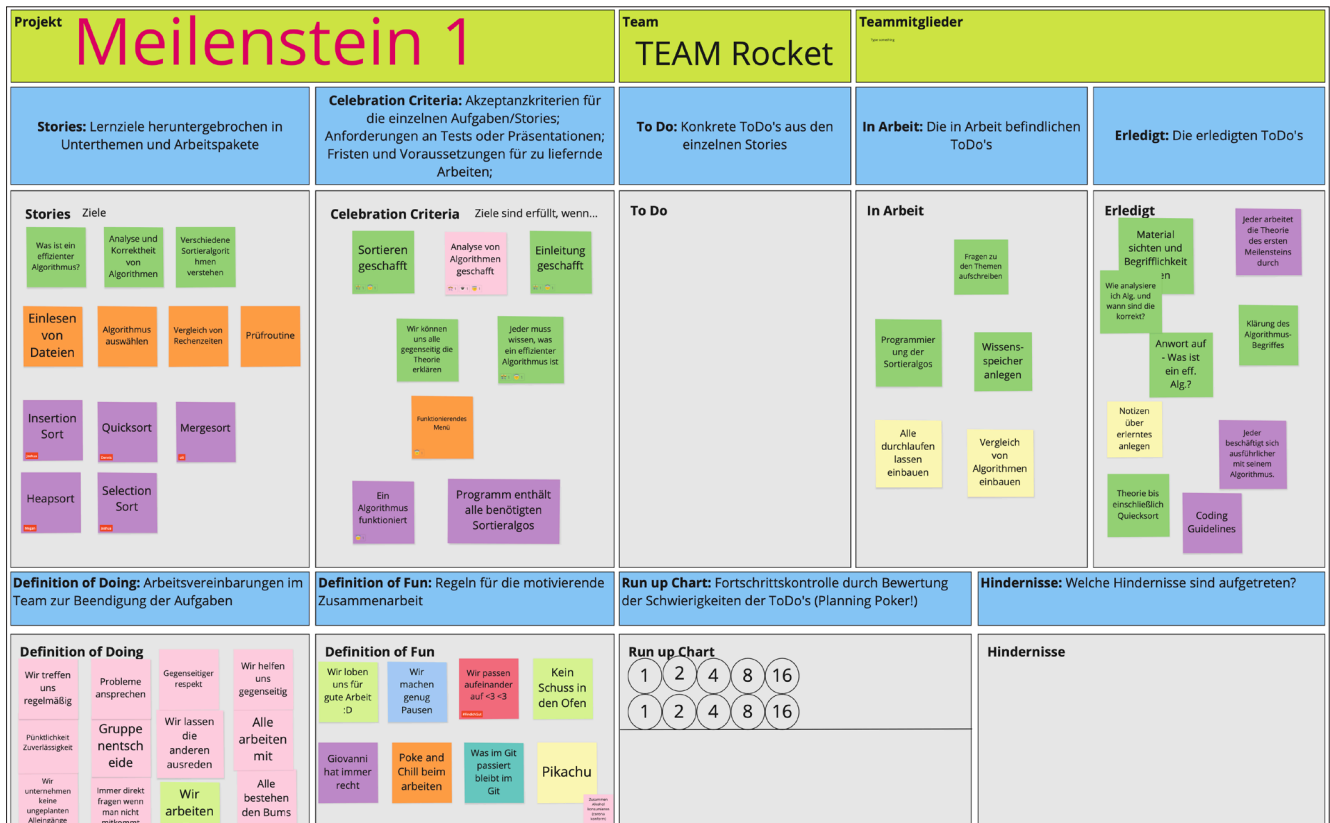 Projekt
Meilenstein 1
Team
TEAM Rocket
Teammitglieder
Stories: Lernziele heruntergebrochen in
Unterthemen und Arbeitspakete
Celebration Criteria: Akzeptanzkriterien für
die einzelnen Aufgaben/Stories;
Anforderungen an Tests oder Präsentationen;
Fristen und Voraussetzungen für zu liefernde
Arbeiten;
To Do: Konkrete ToDo's aus den
einzelnen Stories
In Arbeit: Die in Arbeit befindlichen
ToDo's
Erledigt: Die erledigten ToDo's
Stories
Ziele
Was ist ein
effizienter
Algorithmus?
Analyse und
Korrektheit
von
Algorithmen
Verschiedene
Sortieralgorit
hmen
verstehen
Einlesen
von
Dateien
Algorithmus
auswählen
Vergleich von
Rechenzeiten
Prüfroutine
Insertion
Sort
Quicksort
Mergesort
Heapsort
Selection
Sort
Celebration Criteria
Ziele sind erfüllt, wenn...
Sortieren
geschafft
Analyse von
Algorithmen
geschafft
Einleitung
geschafft
Wir können
uns alle
gegenseitig die
Theorie
erklären
Jeder muss
wissen, was
ein effizienter
Algorithmus ist
Funktionierendes
Menü
Ein
Algorithmus
funktioniert
Programm enthält
alle benötigten
Sortieralgos
To Do
In Arbeit
Fragen zu
den Themen
aufschreiben
Programmier
ung der
Sortieralgos
Wissens-
speicher
anlegen
Alle
durchlaufen
lassen
einbauen
Vergleich
von
Algorithmen
einbauen
Erledigt
Material
sichten und
Begrifflichkeit
en
Jeder arbeitet
die Theorie
des ersten
Meilensteins
durch
Wie analysiere
ich Alg. und
wann sind die
korrekt?
Klärung des
Algorithmus-
Begriffes
Anwort auf
- Was ist
ein eff.
Alg.?
Notizen
über
erlerntes
anlegen
Jeder
beschäftigt sich
ausführlicher
mit seinem
Algorithmus.
Theorie bis
einschließlich
Quiecksort
Coding
Guidelines
Definition of Doing: Arbeitsvereinbarungen im
Team zur Beendigung der Aufgaben
Definition of Fun: Regeln für die motivierende
Zusammenarbeit
Run up Chart: Fortschrittskontrolle durch Bewertung
der Schwierigkeiten der ToDo's (Planning Poker!)
Hindernisse: Welche Hindernisse sind aufgetreten?
Definition of Doing
Wir treffen
uns
regelmäßig
Probleme
ansprechen
Gegenseitiger
respekt
Wir helfen
uns
gegenseitig
Pünktlichkeit
Zuverlässigkeit
Gruppe
nentsch
eide
Wir lassen
die
anderen
ausreden
Alle
arbeiten
mit
Wir
unternehmen
keine
ungeplanten
Alleingänge
Immer direkt
fragen wenn
man nicht
mitkommt
Wir
arbeiten
Alle
bestehen
den Bums
Definition of Fun
Wir loben
uns für
gute Arbeit
:D
Wir
machen
genug
Pausen
Wir passen
aufeinander
auf <3 <3
Kein
Schuss in
den Ofen
Giovanni
hat immer
recht
Poke and
Chill beim
arbeiten
Was im Git
passiert
bleibt im
Git
Pikachu
Run up Chart
1 2 4 8 16
1 2 4 8 16
Hindernisse